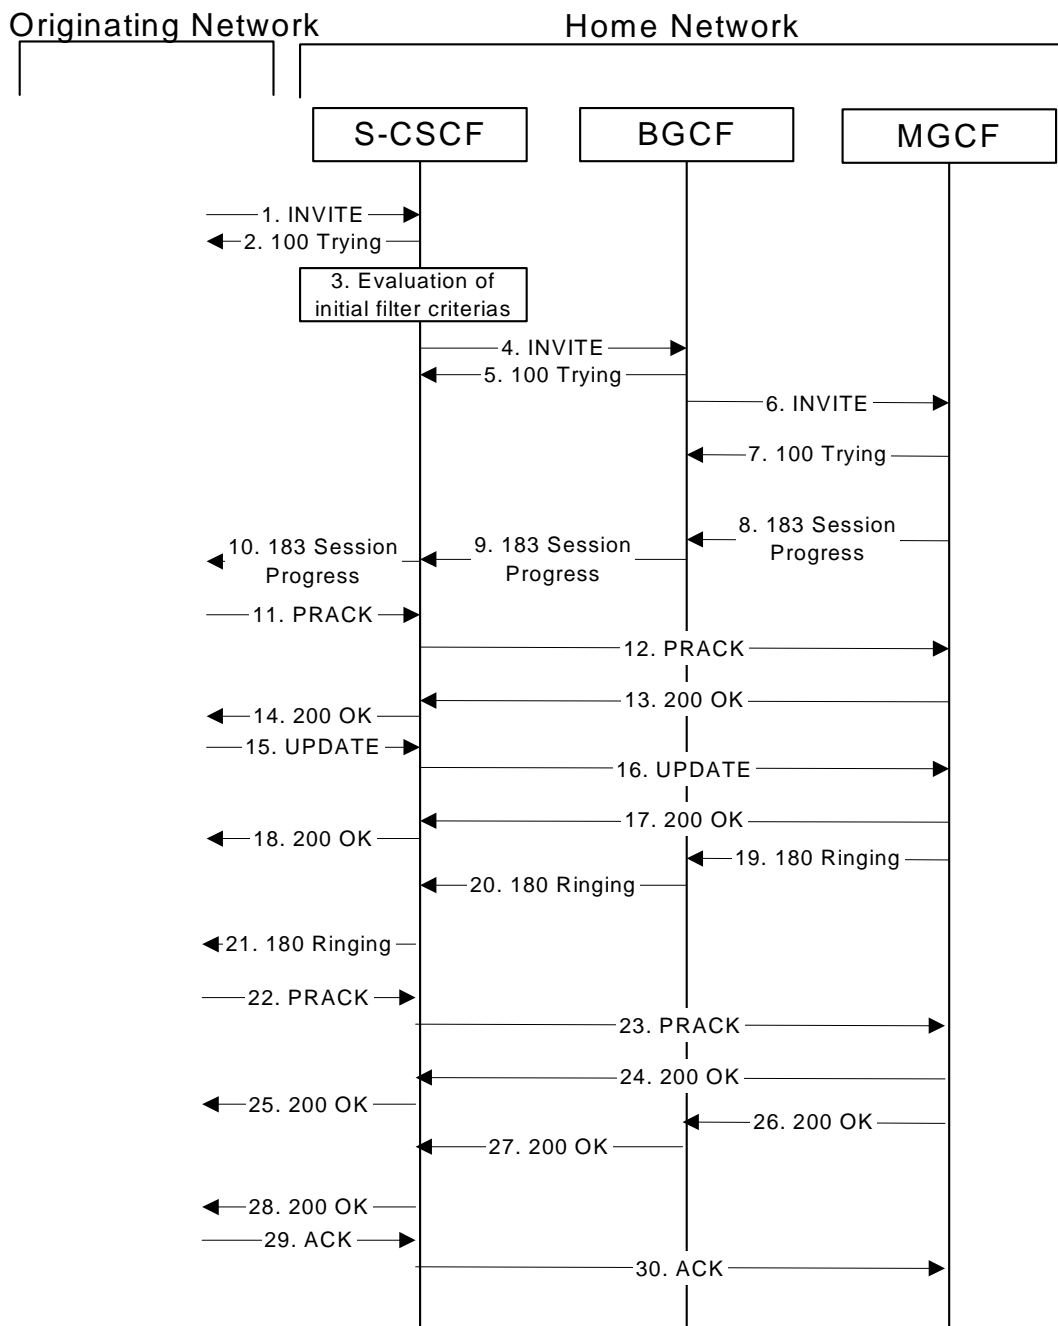 Originating Network
Home Network
S-CSCF
BGCF
MGCF
1. INVITE
2. 100 Trying
3. Evaluation of
initial filter criterias
4. INVITE
5. 100 Trying
6. INVITE
7. 100 Trying
8. 183 Session
Progress
9. 183 Session
Progress
10. 183 Session
Progress
11. PRACK
12. PRACK
13. 200 OK
14. 200 OK
15. UPDATE
16. UPDATE
17. 200 OK
18. 200 OK
19. 180 Ringing
20. 180 Ringing
21. 180 Ringing
22. PRACK
23. PRACK
24. 200 OK
25. 200 OK
26. 200 OK
27. 200 OK
28. 200 OK
29. ACK
30. ACK